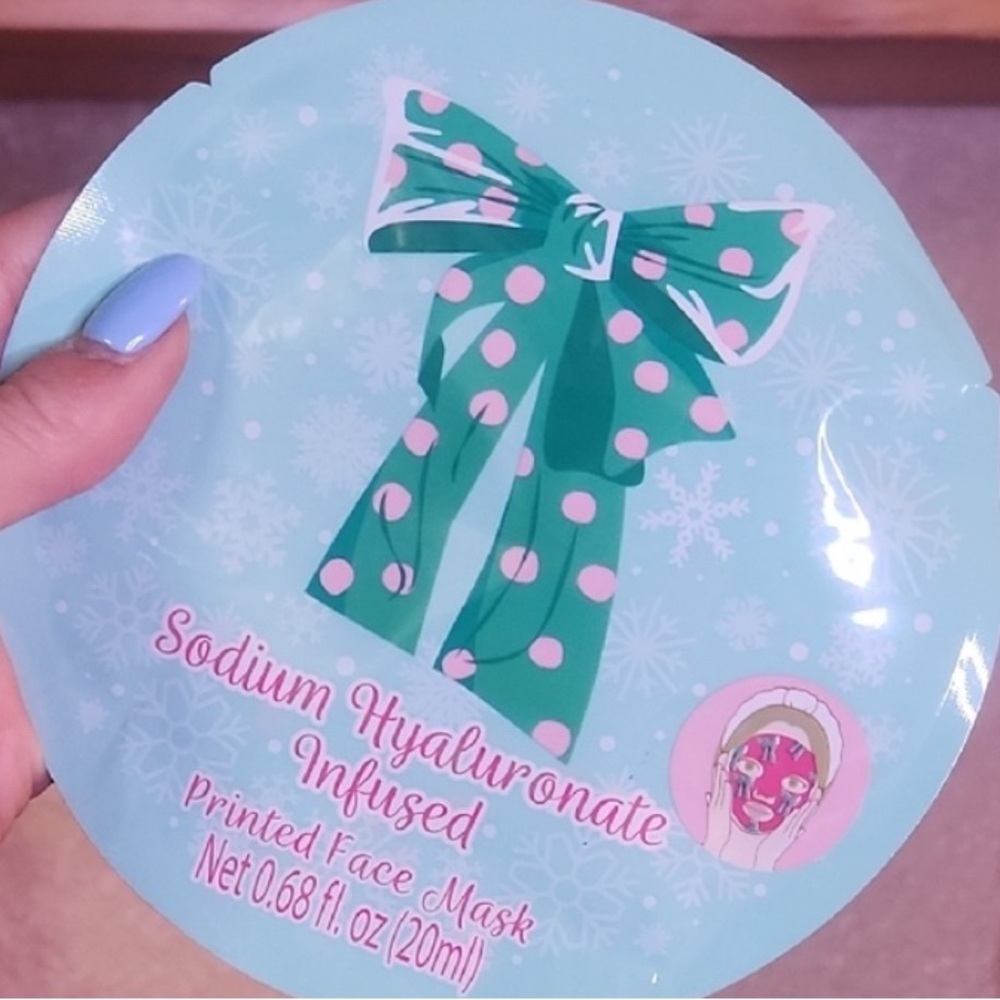 Sodium Hyaluronate
Infused
Printed Face Mask
Net 0.68 fl. oz (20ml)